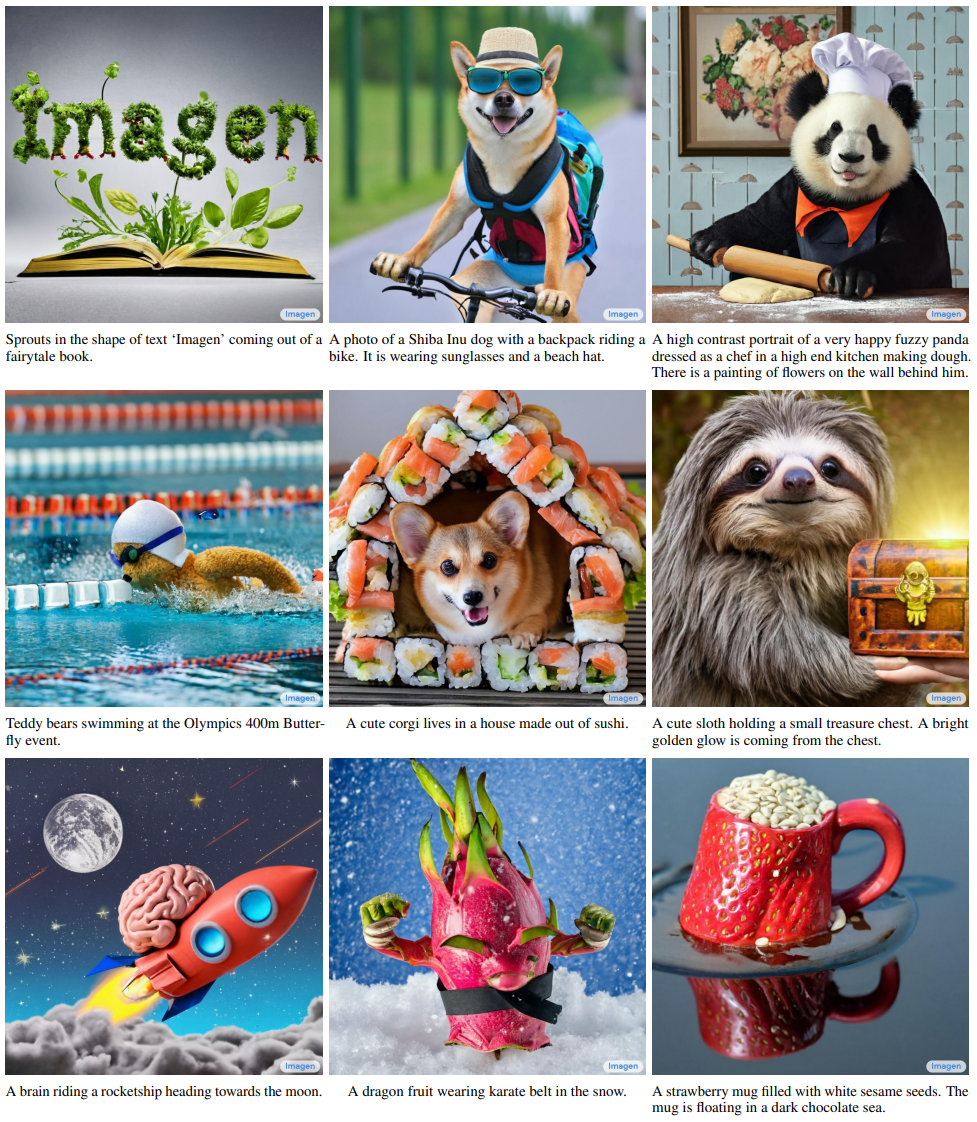 Imagen
Imagen
Imagen
Imagen
Sprouts in the shape of text ‘Imagen’ coming out of a
fairytale book.
A photo of a Shiba Inu dog with a backpack riding a
bike. It is wearing sunglasses and a beach hat.
A high contrast portrait of a very happy fuzzy panda
dressed as a chef in a high end kitchen making dough.
There is a painting of flowers on the wall behind him.
Imagen
Imagen
Imagen
Teddy bears swimming at the Olympics 400m Butter-
fly event.
A cute corgi lives in a house made out of sushi.
A cute sloth holding a small treasure chest. A bright
golden glow is coming from the chest.
Imagen
Imagen
Imagen
A brain riding a rocketship heading towards the moon.
A dragon fruit wearing karate belt in the snow.
A strawberry mug filled with white sesame seeds. The
mug is floating in a dark chocolate sea.